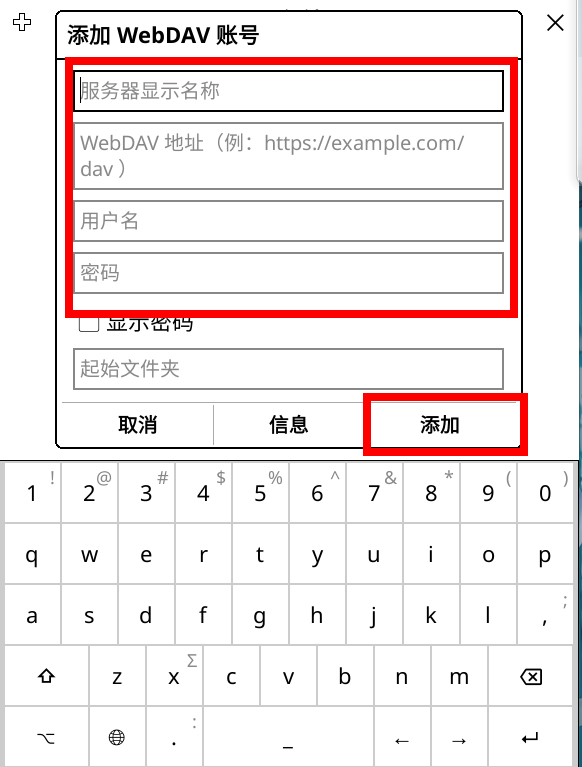 添加 WebDAV 账号
服务器显示名称
WebDAV 地址（例：https://example.com/
dav ）
用户名
密码
显示密码
起始文件夹
取消 信息 添加
1 ! 2 @ 3 # 4 $ 5 % 6 ^ 7 & 8 * 9 ( 0 )
q w e r t y u i o p
a s d f g h j k l , ;
z x Σ c v b n m
. : _ ← →